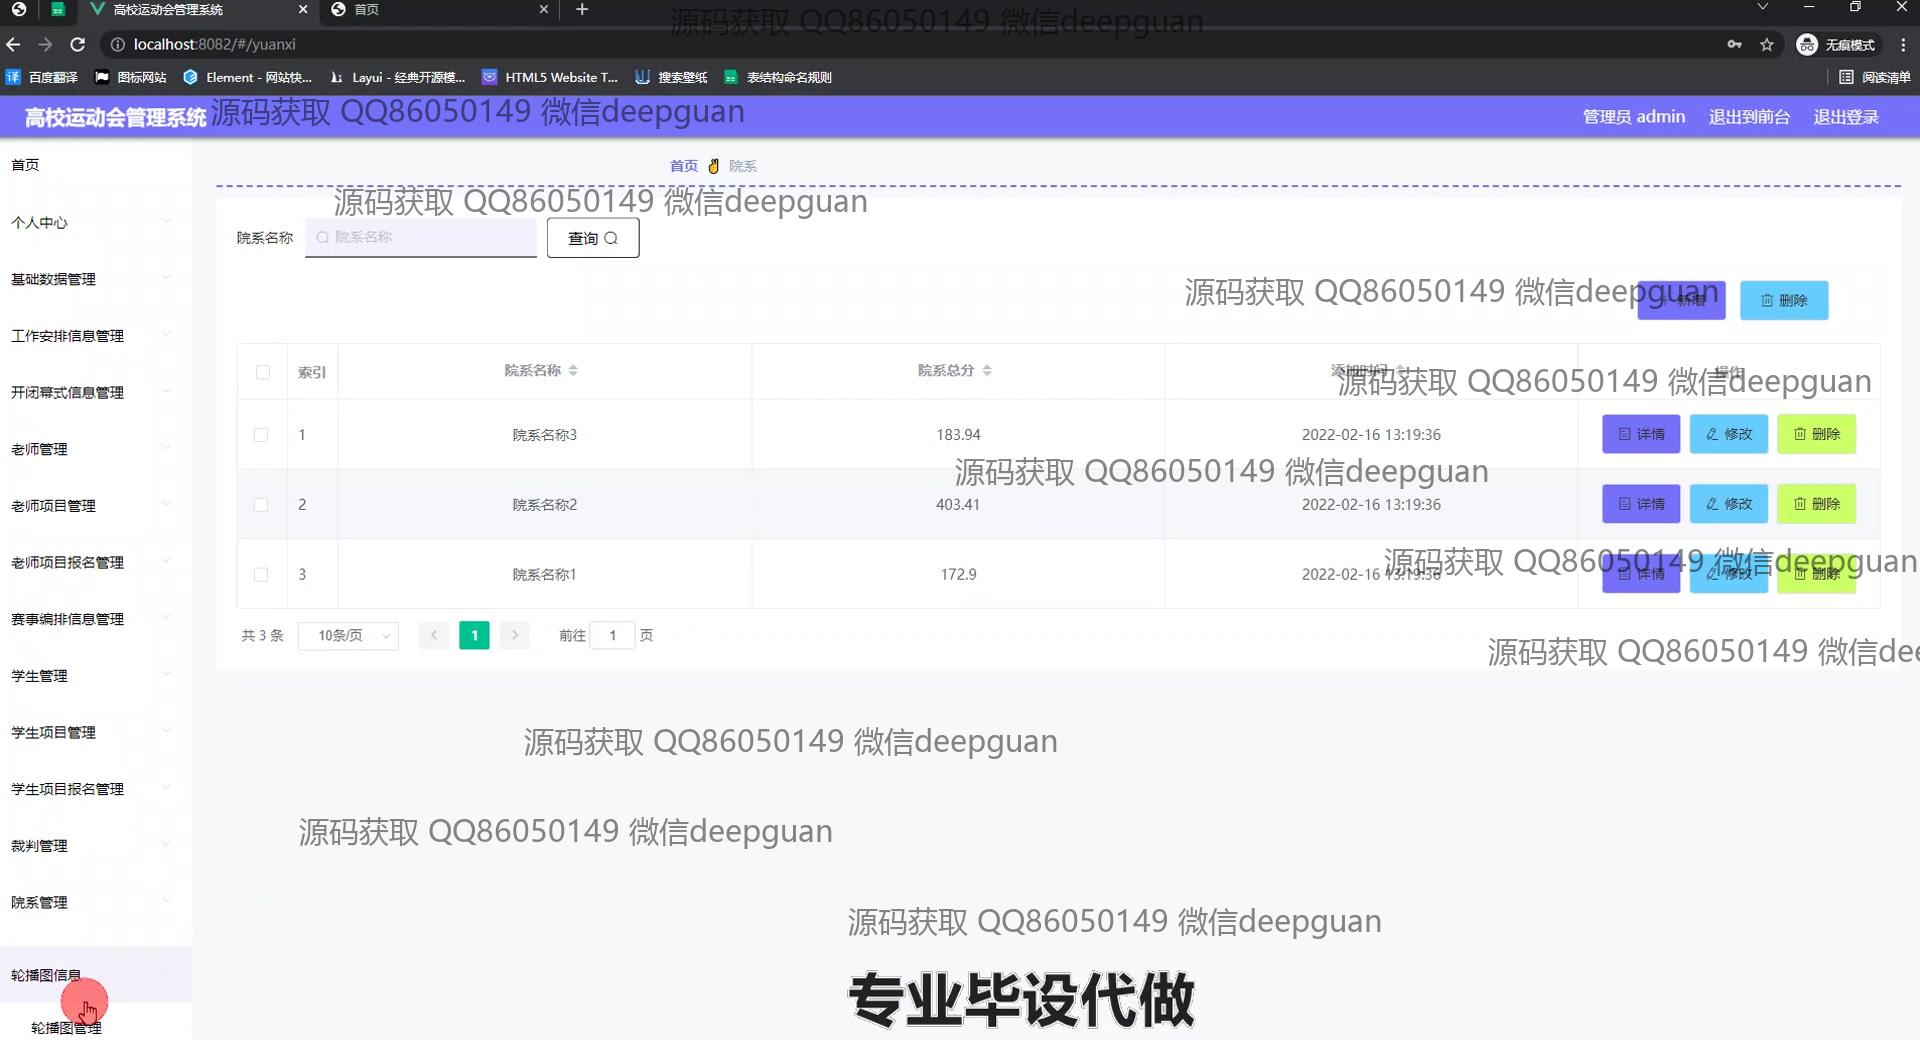 高校运动会管理系统 首页
源码获取 QQ86050149 微信deepguan
localhost:8082/#/yuanxi 无痕模式
百度翻译 图标网站 Element - 网站快... Layui - 经典开源模... HTML5 Website T... 搜索壁纸 表结构命名规则 阅读清单
高校运动会管理系统 源码获取 QQ86050149 微信deepguan 管理员 admin 退出到前台 退出登录
首页
个人中心
基础数据管理
工作安排信息管理
开闭幕式信息管理
老师管理
老师项目管理
老师项目报名管理
赛事编排信息管理
学生管理
学生项目管理
学生项目报名管理
裁判管理
院系管理
轮播图信息
轮播图管理
首页 院系
源码获取 QQ86050149 微信deepguan
院系名称 院系名称 查询
源码获取 QQ86050149 微信deepguan
新增 删除
索引 院系名称 院系总分 添加时间 操作
源码获取 QQ86050149 微信deepguan
1 院系名称3 183.94 2022-02-16 13:19:36 详情 修改 删除
源码获取 QQ86050149 微信deepguan
2 院系名称2 403.41 2022-02-16 13:19:36 详情 修改 删除
源码获取 QQ86050149 微信deepguan
3 院系名称1 172.9 2022-02-16 13:19:36 详情 修改 删除
共 3 条 10条/页 1 前往 1 页
源码获取 QQ86050149 微信dee
源码获取 QQ86050149 微信deepguan
源码获取 QQ86050149 微信deepguan
源码获取 QQ86050149 微信deepguan
专业毕设代做